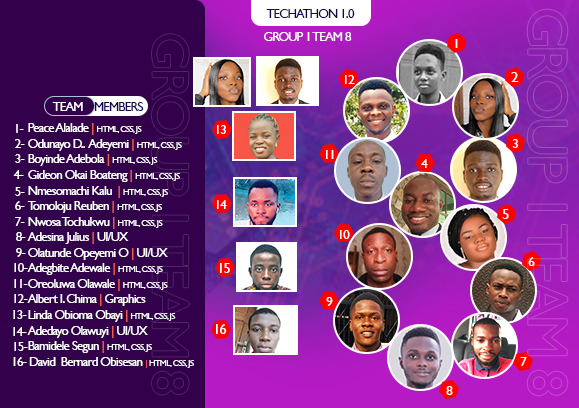 TECHATHON 1.0
GROUP 1 TEAM 8
TEAM MEMBERS
1- Peace Alalade | HTML, CSS, JS
2- Odunayo D.. Adeyemi | HTML, CSS, JS
3- Boyinde Adebola | HTML, CSS, JS
4- Gideon Okai Boateng | HTML, CSS, JS
5- Nmesomachi Kalu | HTML, CSS, JS
6- Tomoloju Reuben | HTML, CSS, JS
7- Nwosa Tochukwu | HTML, CSS, JS
8- Adesina Julius | UI/UX
9- Olatunde Opeyemi O | UI/UX
10-Adegbite Adewale | HTML, CSS, JS
11-Oreoluwa Olawale | HTML, CSS, JS
12-Albert I. Chima | Graphics
13-Linda Obioma Obayi | HTML, CSS, JS
14- Adedayo Olawuyi | UI/UX
15-Bamidele Segun | HTML, CSS, JS
16- David Bernard Obisesan | HTML, CSS, JS
1
2
3
4
5
6
7
8
9
10
11
12
13
14
15
16
GROUP 1 TEAM 8
GROUP 1 TEAM 8